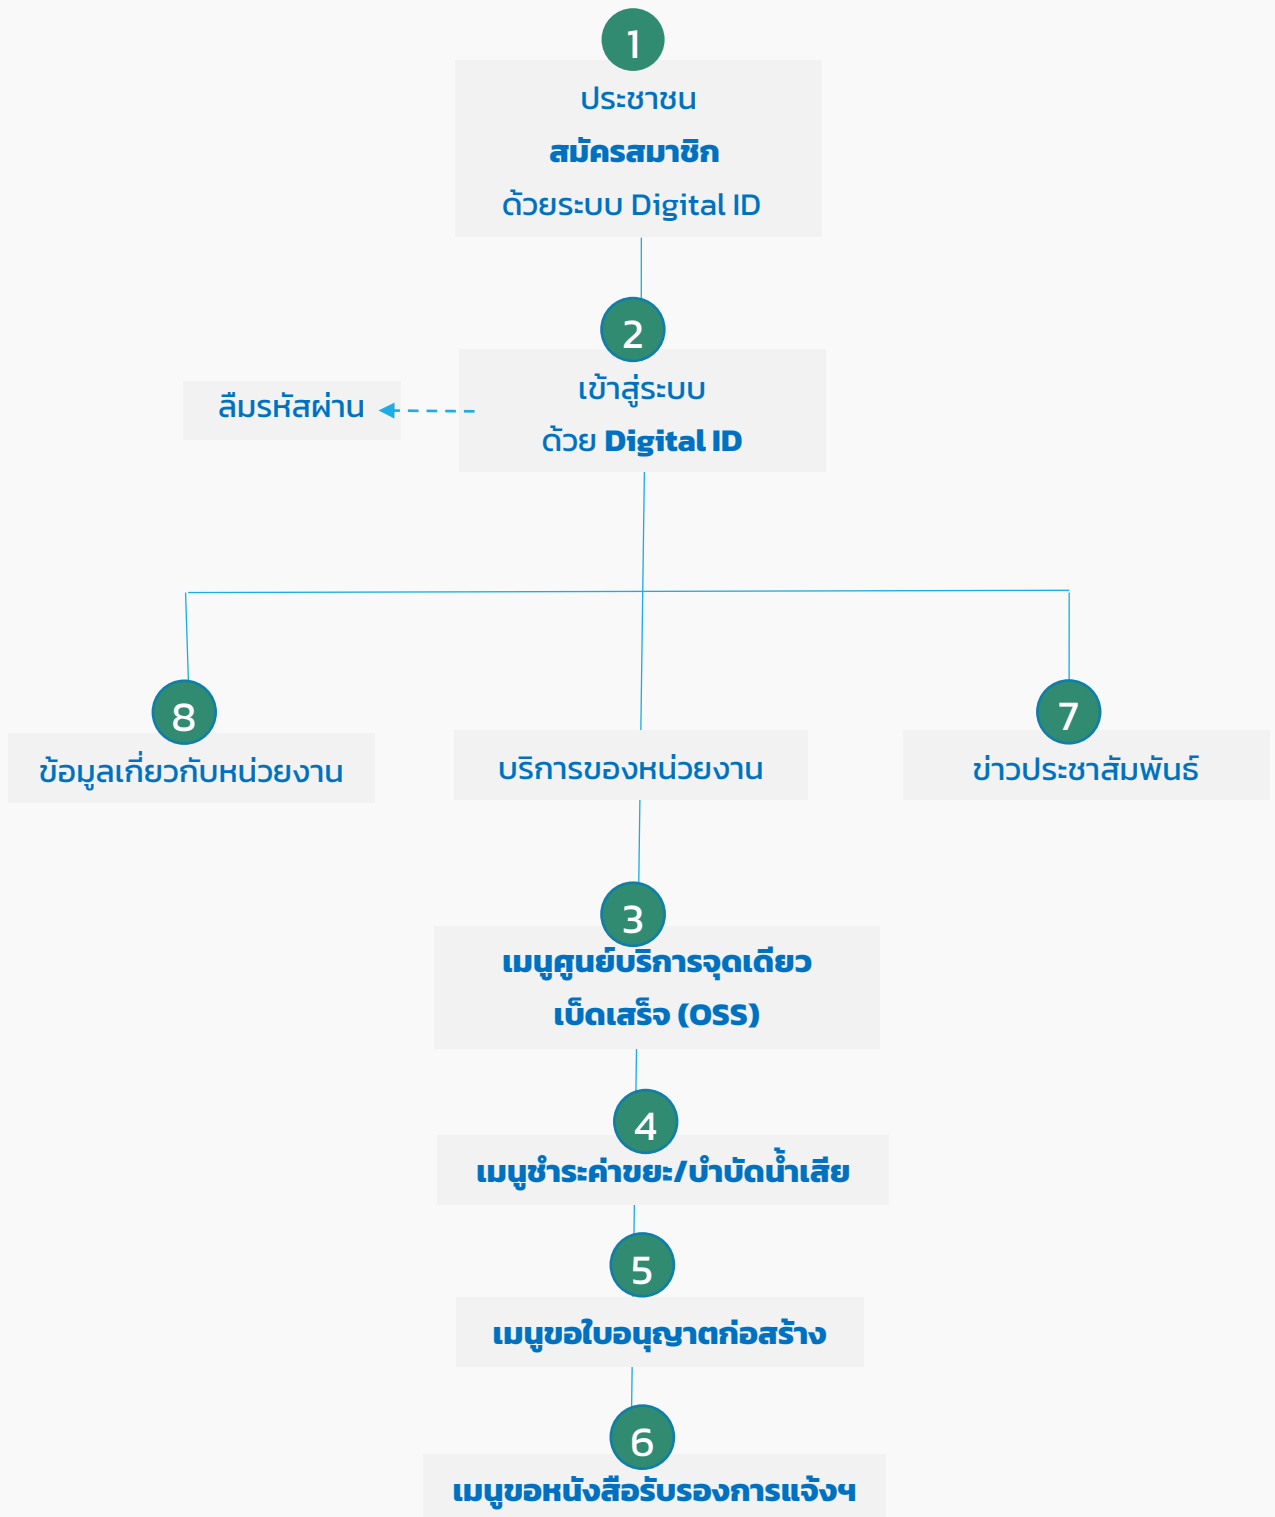 1
ประชาชน
สมัครสมาชิก
ด้วยระบบ Digital ID
2
เข้าสู่ระบบ
ด้วย Digital ID
ลืมรหัสผ่าน
8
ข้อมูลเกี่ยวกับหน่วยงาน
บริการของหน่วยงาน
7
ข่าวประชาสัมพันธ์
3
เมนูศูนย์บริการจุดเดียว
เบ็ดเสร็จ (OSS)
4
เมนูชำระค่าขยะ/บำบัดน้ำเสีย
5
เมนูขอใบอนุญาตก่อสร้าง
6
เมนูขอหนังสือรับรองการแจ้งฯ